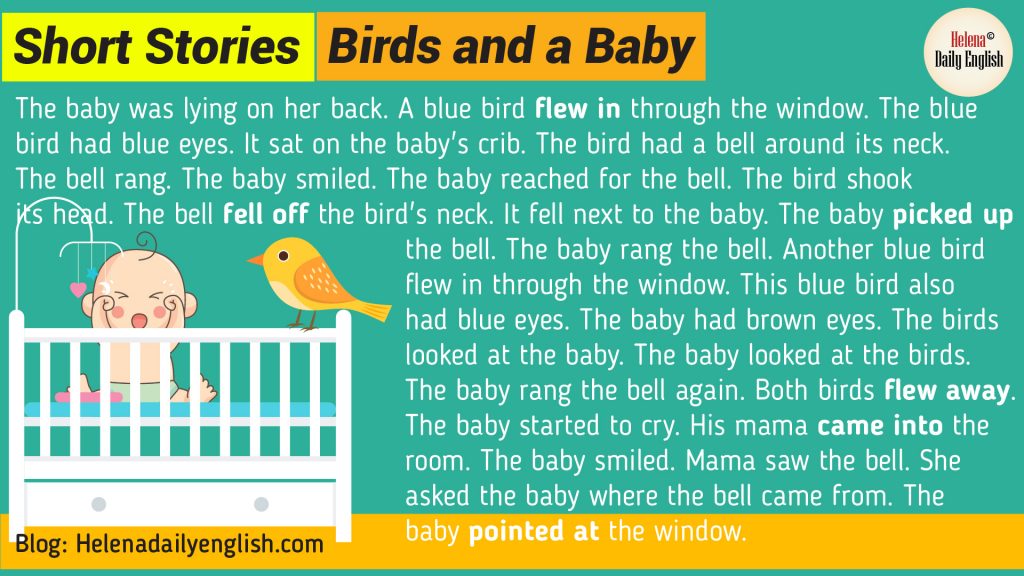 Short Stories
Birds and a Baby
Helena©
Daily English
The baby was lying on her back. A blue bird flew in through the window. The blue
bird had blue eyes. It sat on the baby's crib. The bird had a bell around its neck.
The bell rang. The baby smiled. The baby reached for the bell. The bird shook
its head. The bell fell off the bird's neck. It fell next to the baby. The baby picked up
the bell. The baby rang the bell. Another blue bird
flew in through the window. This blue bird also
had blue eyes. The baby had brown eyes. The birds
looked at the baby. The baby looked at the birds.
The baby rang the bell again. Both birds flew away.
The baby started to cry. His mama came into the
room. The baby smiled. Mama saw the bell. She
asked the baby where the bell came from. The
baby pointed at the window.
Blog: Helenadailyenglish.com